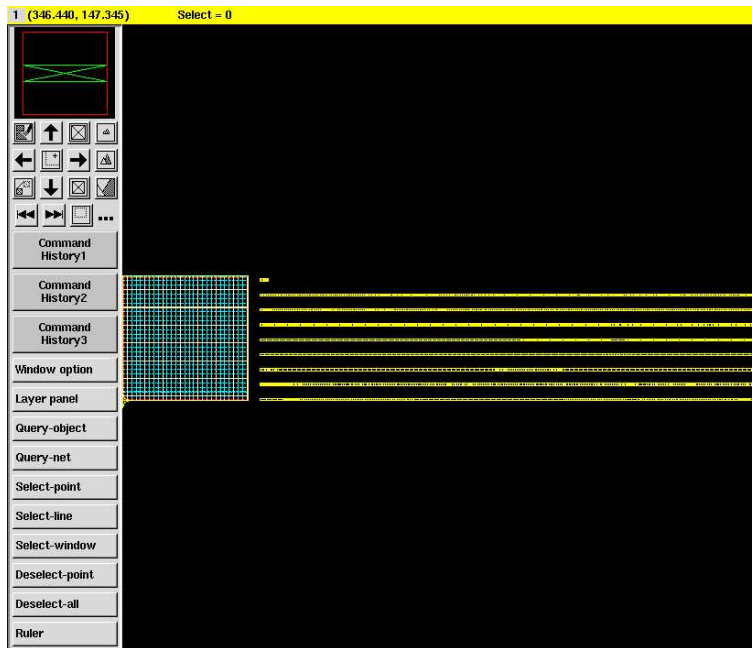 1 (346.440, 147.345) Select = 0
Command
History1
Command
History2
Command
History3
Window option
Layer panel
Query-object
Query-net
Select-point
Select-line
Select-window
Deselect-point
Deselect-all
Ruler